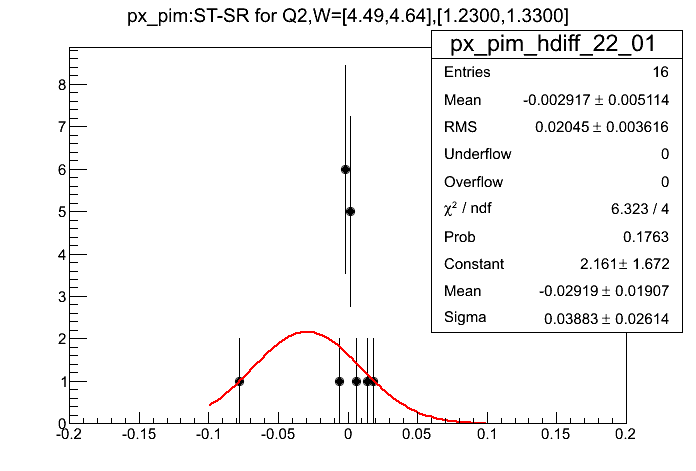 px_pim:ST-SR for Q2,W=[4.49,4.64],[1.2300,1.3300]
px_pim_hdiff_22_01
Entries 16
Mean -0.002917 ± 0.005114
RMS 0.02045 ± 0.003616
Underflow 0
Overflow 0
χ² / ndf 6.323 / 4
Prob 0.1763
Constant 2.161 ± 1.672
Mean -0.02919 ± 0.01907
Sigma 0.03883 ± 0.02614
8
7
6
5
4
3
2
1
0
-0.2 -0.15 -0.1 -0.05 0 0.05 0.1 0.15 0.2